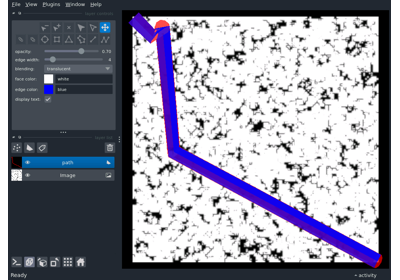 File View Plugins Window Help
opacity: 0.70
edge width: 4
blending: translucent
face color: white
edge color: blue
display text:
path
Image
Ready
activity